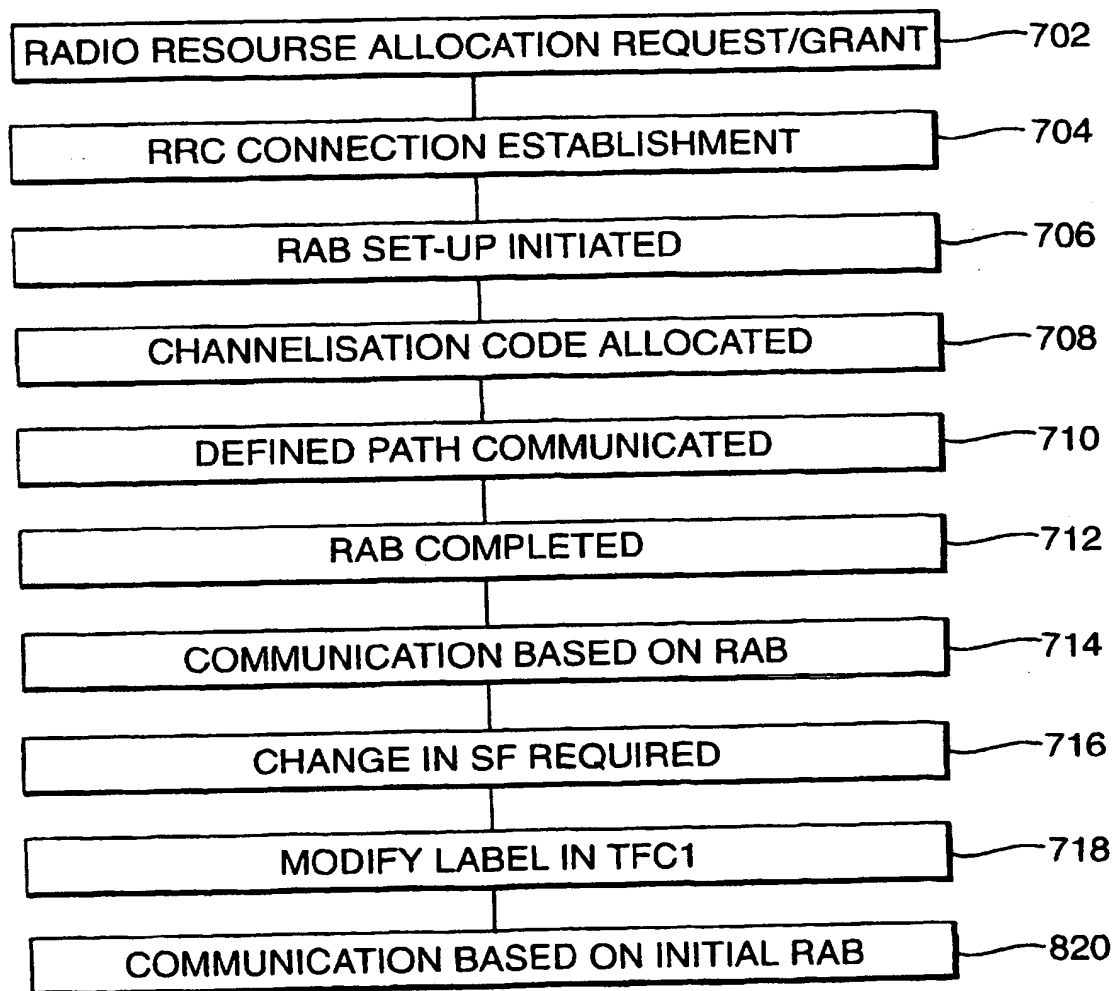 RADIO RESOURSE ALLOCATION REQUEST/GRANT 702
RRC CONNECTION ESTABLISHMENT 704
RAB SET-UP INITIATED 706
CHANNELISATION CODE ALLOCATED 708
DEFINED PATH COMMUNICATED 710
RAB COMPLETED 712
COMMUNICATION BASED ON RAB 714
CHANGE IN SF REQUIRED 716
MODIFY LABEL IN TFC1 718
COMMUNICATION BASED ON INITIAL RAB 820